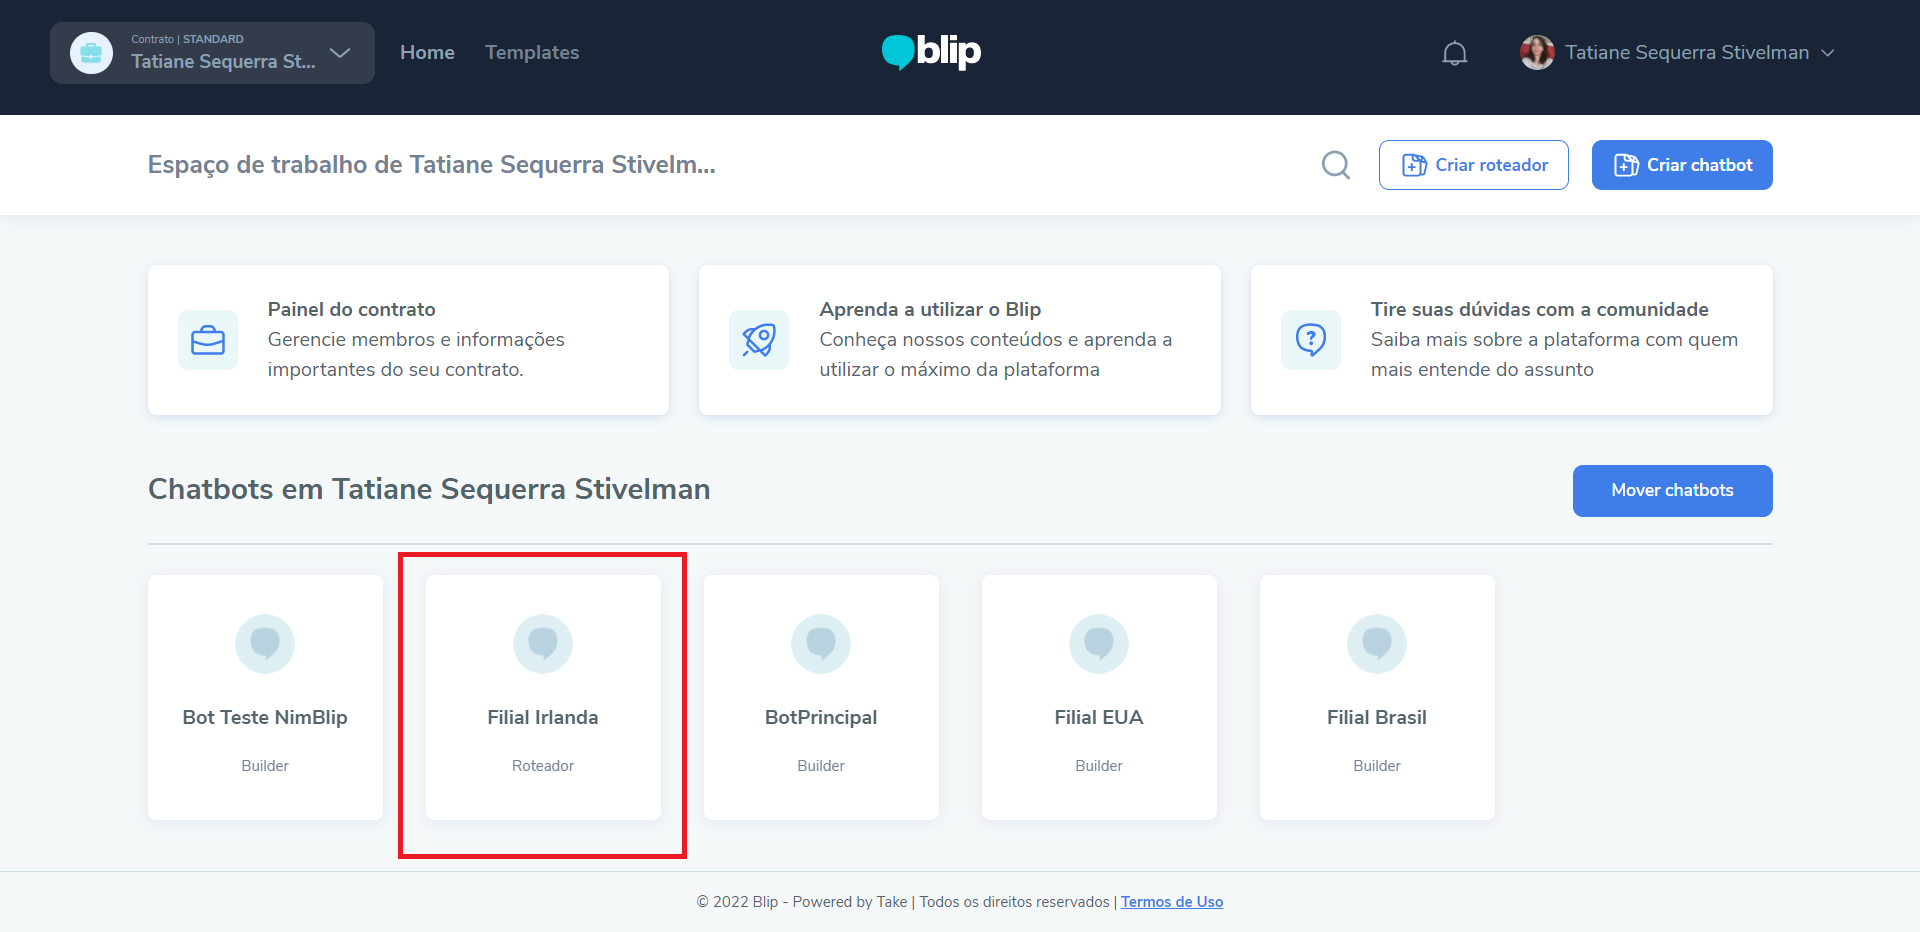 Contrato | STANDARD
Tatiane Sequerra St...
Home
Templates
blip
Tatiane Sequerra Stivelman
Espaço de trabalho de Tatiane Sequerra Stivelm...
Criar roteador
Criar chatbot
Painel do contrato
Gerencie membros e informações
importantes do seu contrato.
Aprenda a utilizar o Blip
Conheça nossos conteúdos e aprenda a
utilizar o máximo da plataforma
Tire suas dúvidas com a comunidade
Saiba mais sobre a plataforma com quem
mais entende do assunto
Chatbots em Tatiane Sequerra Stivelman
Mover chatbots
Bot Teste NimBlip
Builder
Filial Irlanda
Roteador
BotPrincipal
Builder
Filial EUA
Builder
Filial Brasil
Builder
© 2022 Blip - Powered by Take | Todos os direitos reservados | Termos de Uso